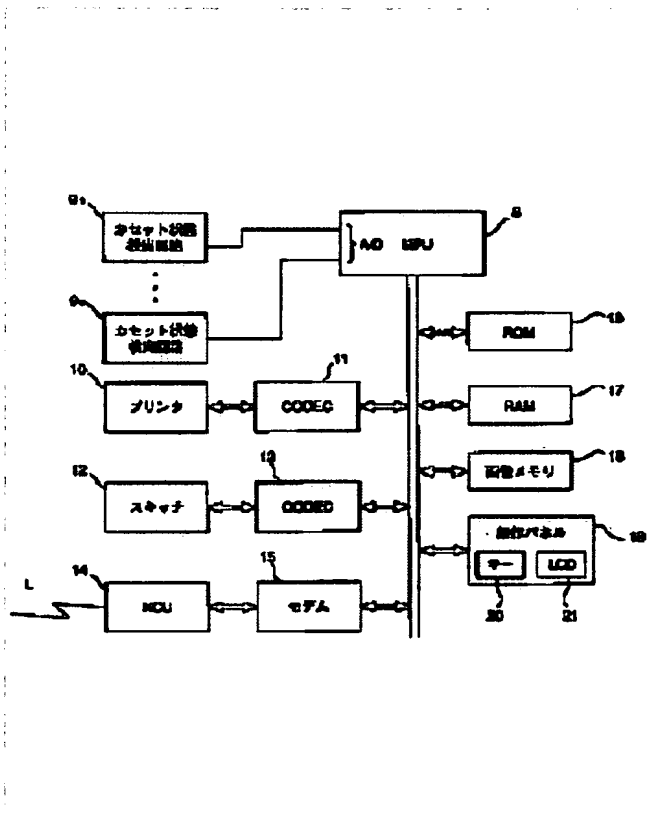 9₁
カセット状態
検出回路
8
A/D MPU
9ₙ
カセット状態
検出回路
16
ROM
10
プリンタ
11
CODEC
17
RAM
12
スキャナ
13
CODEC
18
画像メモリ
操作パネル
19
キー
LCD
20
21
L
14
NCU
15
モデム